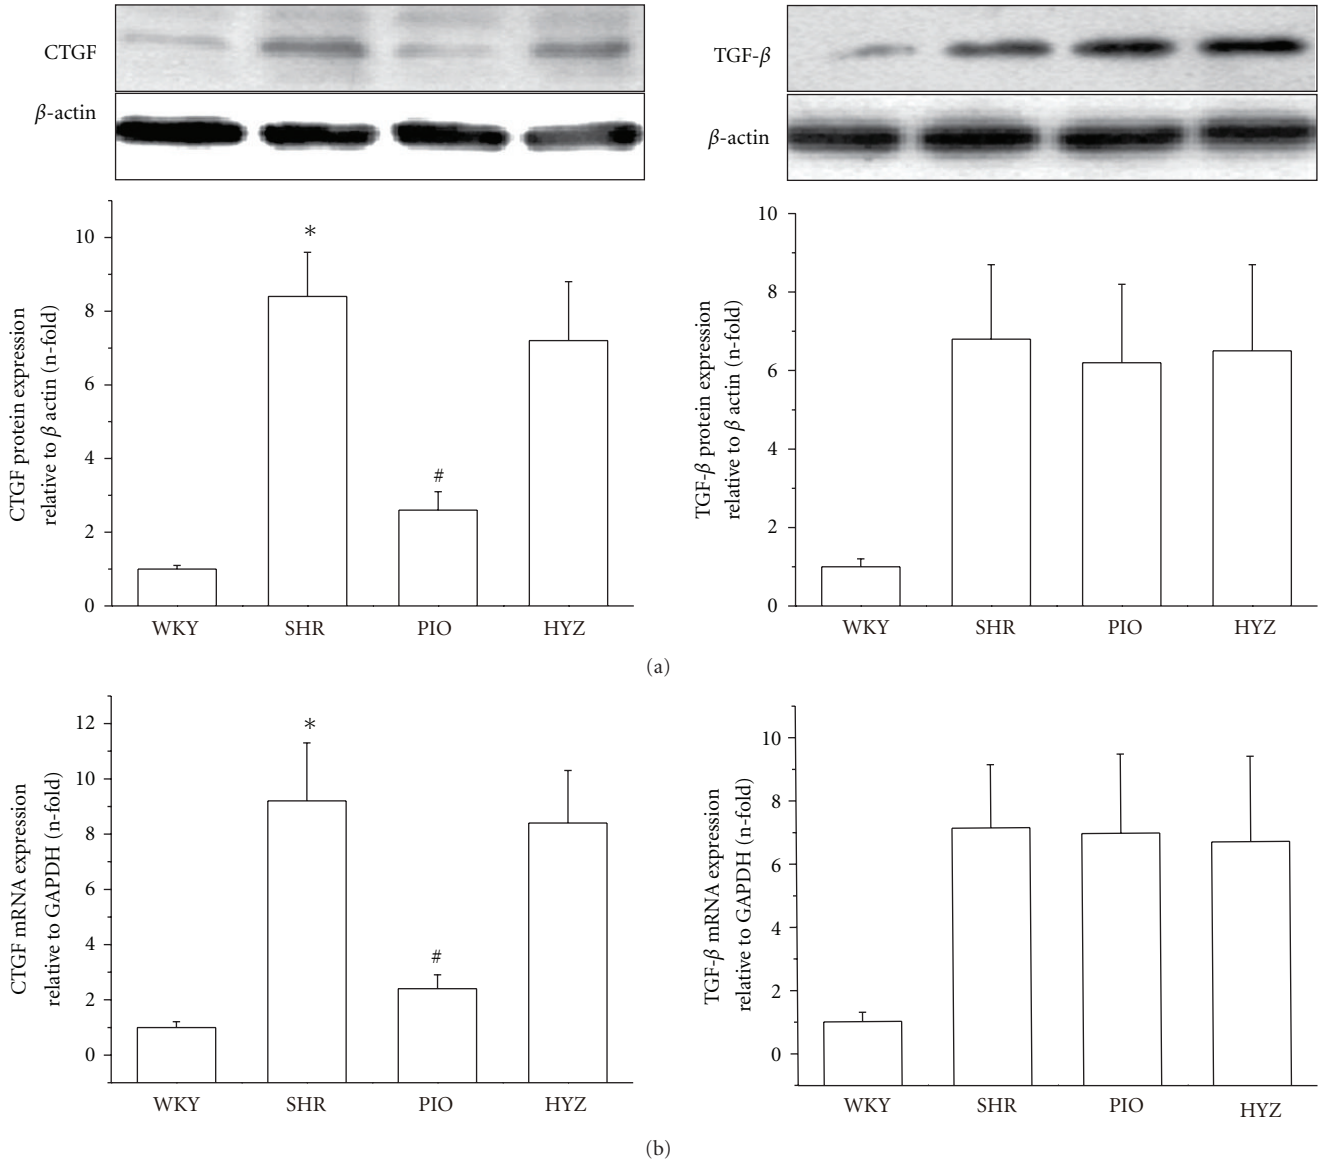 CTGF
β-actin
CTGF protein expression
relative to β actin (n-fold)
10
8
6
4
2
0
*
#
WKY SHR PIO HYZ
TGF-β
β-actin
TGF-β protein expression
relative to β actin (n-fold)
10
8
6
4
2
0
WKY SHR PIO HYZ
(a)
CTGF mRNA expression
relative to GAPDH (n-fold)
12
10
8
6
4
2
0
*
#
WKY SHR PIO HYZ
TGF-β mRNA expression
relative to GAPDH (n-fold)
10
8
6
4
2
0
WKY SHR PIO HYZ
(b)